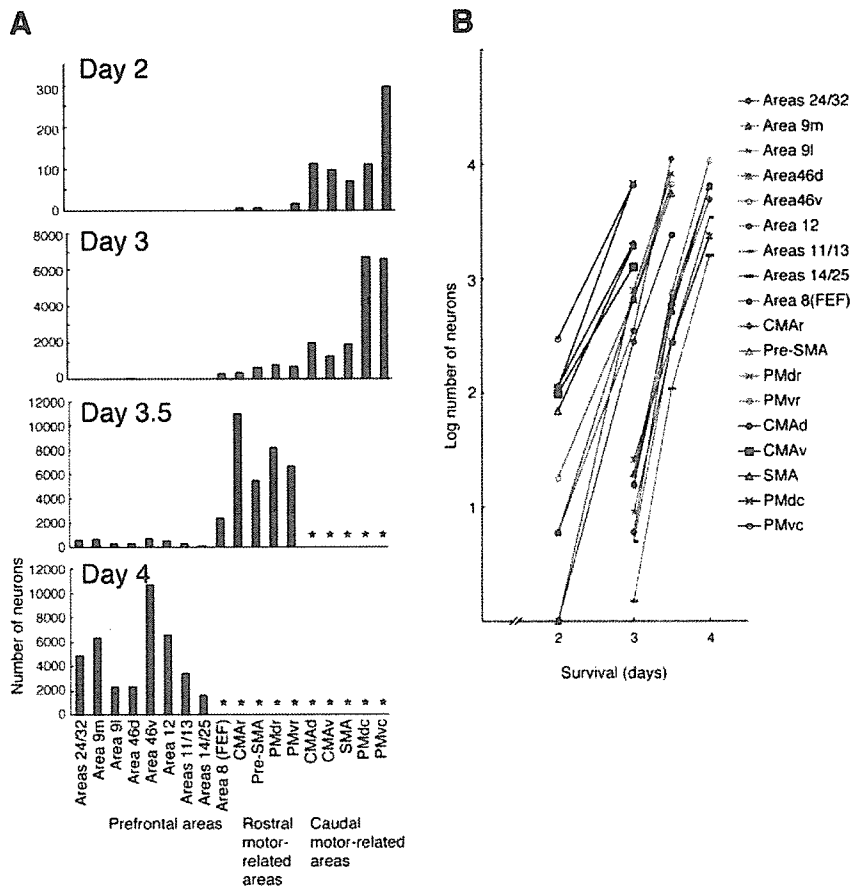 A
Day 2
300
200
100
0
Day 3
8000
6000
4000
2000
0
Day 3.5
12000
10000
8000
6000
4000
2000
0
* * * * *
Day 4
12000
10000
8000
6000
4000
2000
0
* * * * * * * * * *
Number of neurons
Areas 24/32
Area 9m
Area 9l
Area 46d
Area 46v
Area 12
Areas 11/13
Areas 14/25
Area 8 (FEF)
CMAr
Pre-SMA
PMdr
PMvr
CMAd
CMAv
SMA
PMdc
PMvc
Prefrontal areas
Rostral
motor-
related
areas
Caudal
motor-related
areas
B
4
3
2
1
Log number of neurons
2 3 4
Survival (days)
Areas 24/32
Area 9m
Area 9l
Area46d
Area46v
Area 12
Areas 11/13
Areas 14/25
Area 8(FEF)
CMAr
Pre-SMA
PMdr
PMvr
CMAd
CMAv
SMA
PMdc
PMvc